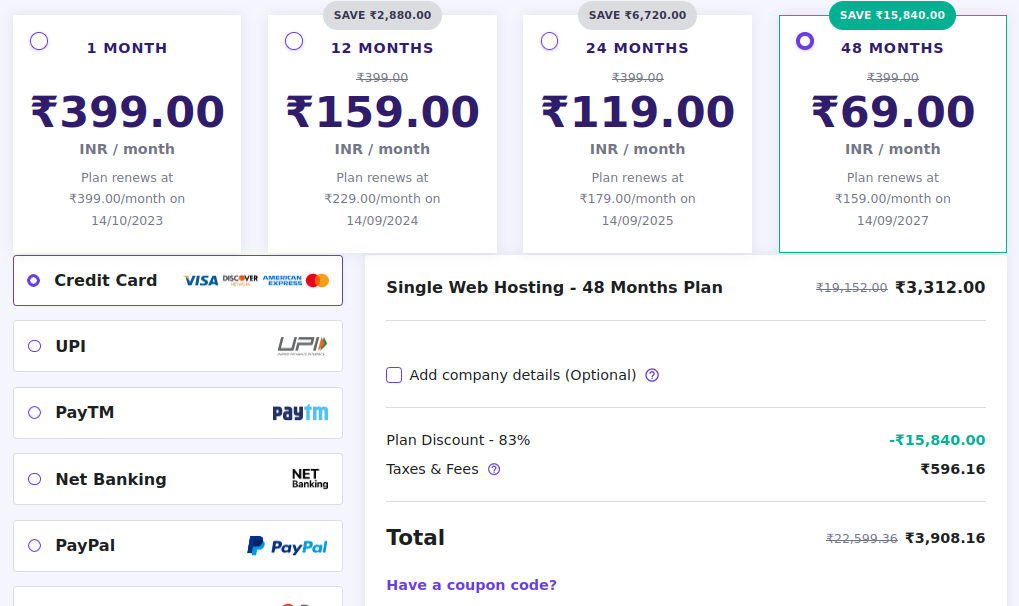 SAVE ₹2,880.00
SAVE ₹6,720.00
SAVE ₹15,840.00
1 MONTH
₹399.00
INR / month
Plan renews at
₹399.00/month on
14/10/2023
12 MONTHS
₹399.00
₹159.00
INR / month
Plan renews at
₹229.00/month on
14/09/2024
24 MONTHS
₹399.00
₹119.00
INR / month
Plan renews at
₹179.00/month on
14/09/2025
48 MONTHS
₹399.00
₹69.00
INR / month
Plan renews at
₹159.00/month on
14/09/2027
Credit Card VISA DISCOVER NETWORK AMERICAN EXPRESS
UPI UPI
PayTM paytm
Net Banking NET Banking
PayPal PayPal
Single Web Hosting - 48 Months Plan ₹19,152.00 ₹3,312.00
Add company details (Optional)
Plan Discount - 83% -₹15,840.00
Taxes & Fees ₹596.16
Total ₹22,599.36 ₹3,908.16
Have a coupon code?